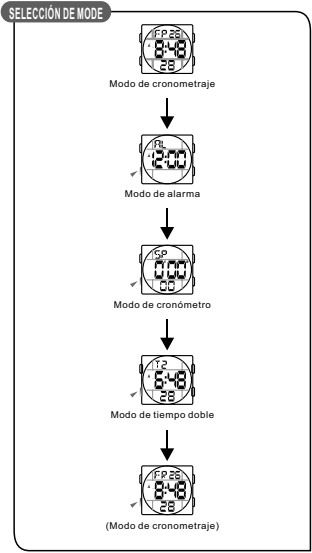 SELECCIÓN DE MODE
FR 26
8:48
28
Modo de cronometraje
AL
12:00
Modo de alarma
SP
0:00
00
Modo de cronómetro
T2
6:48
28
Modo de tiempo doble
FR 26
8:48
28
(Modo de cronometraje)